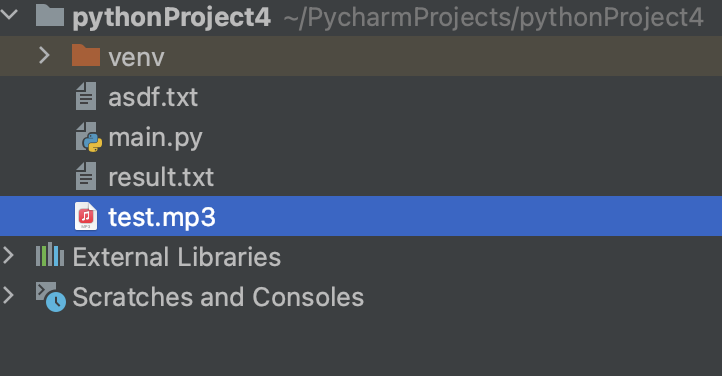 pythonProject4 ~/PycharmProjects/pythonProject4
venv
asdf.txt
main.py
result.txt
test.mp3
External Libraries
Scratches and Consoles